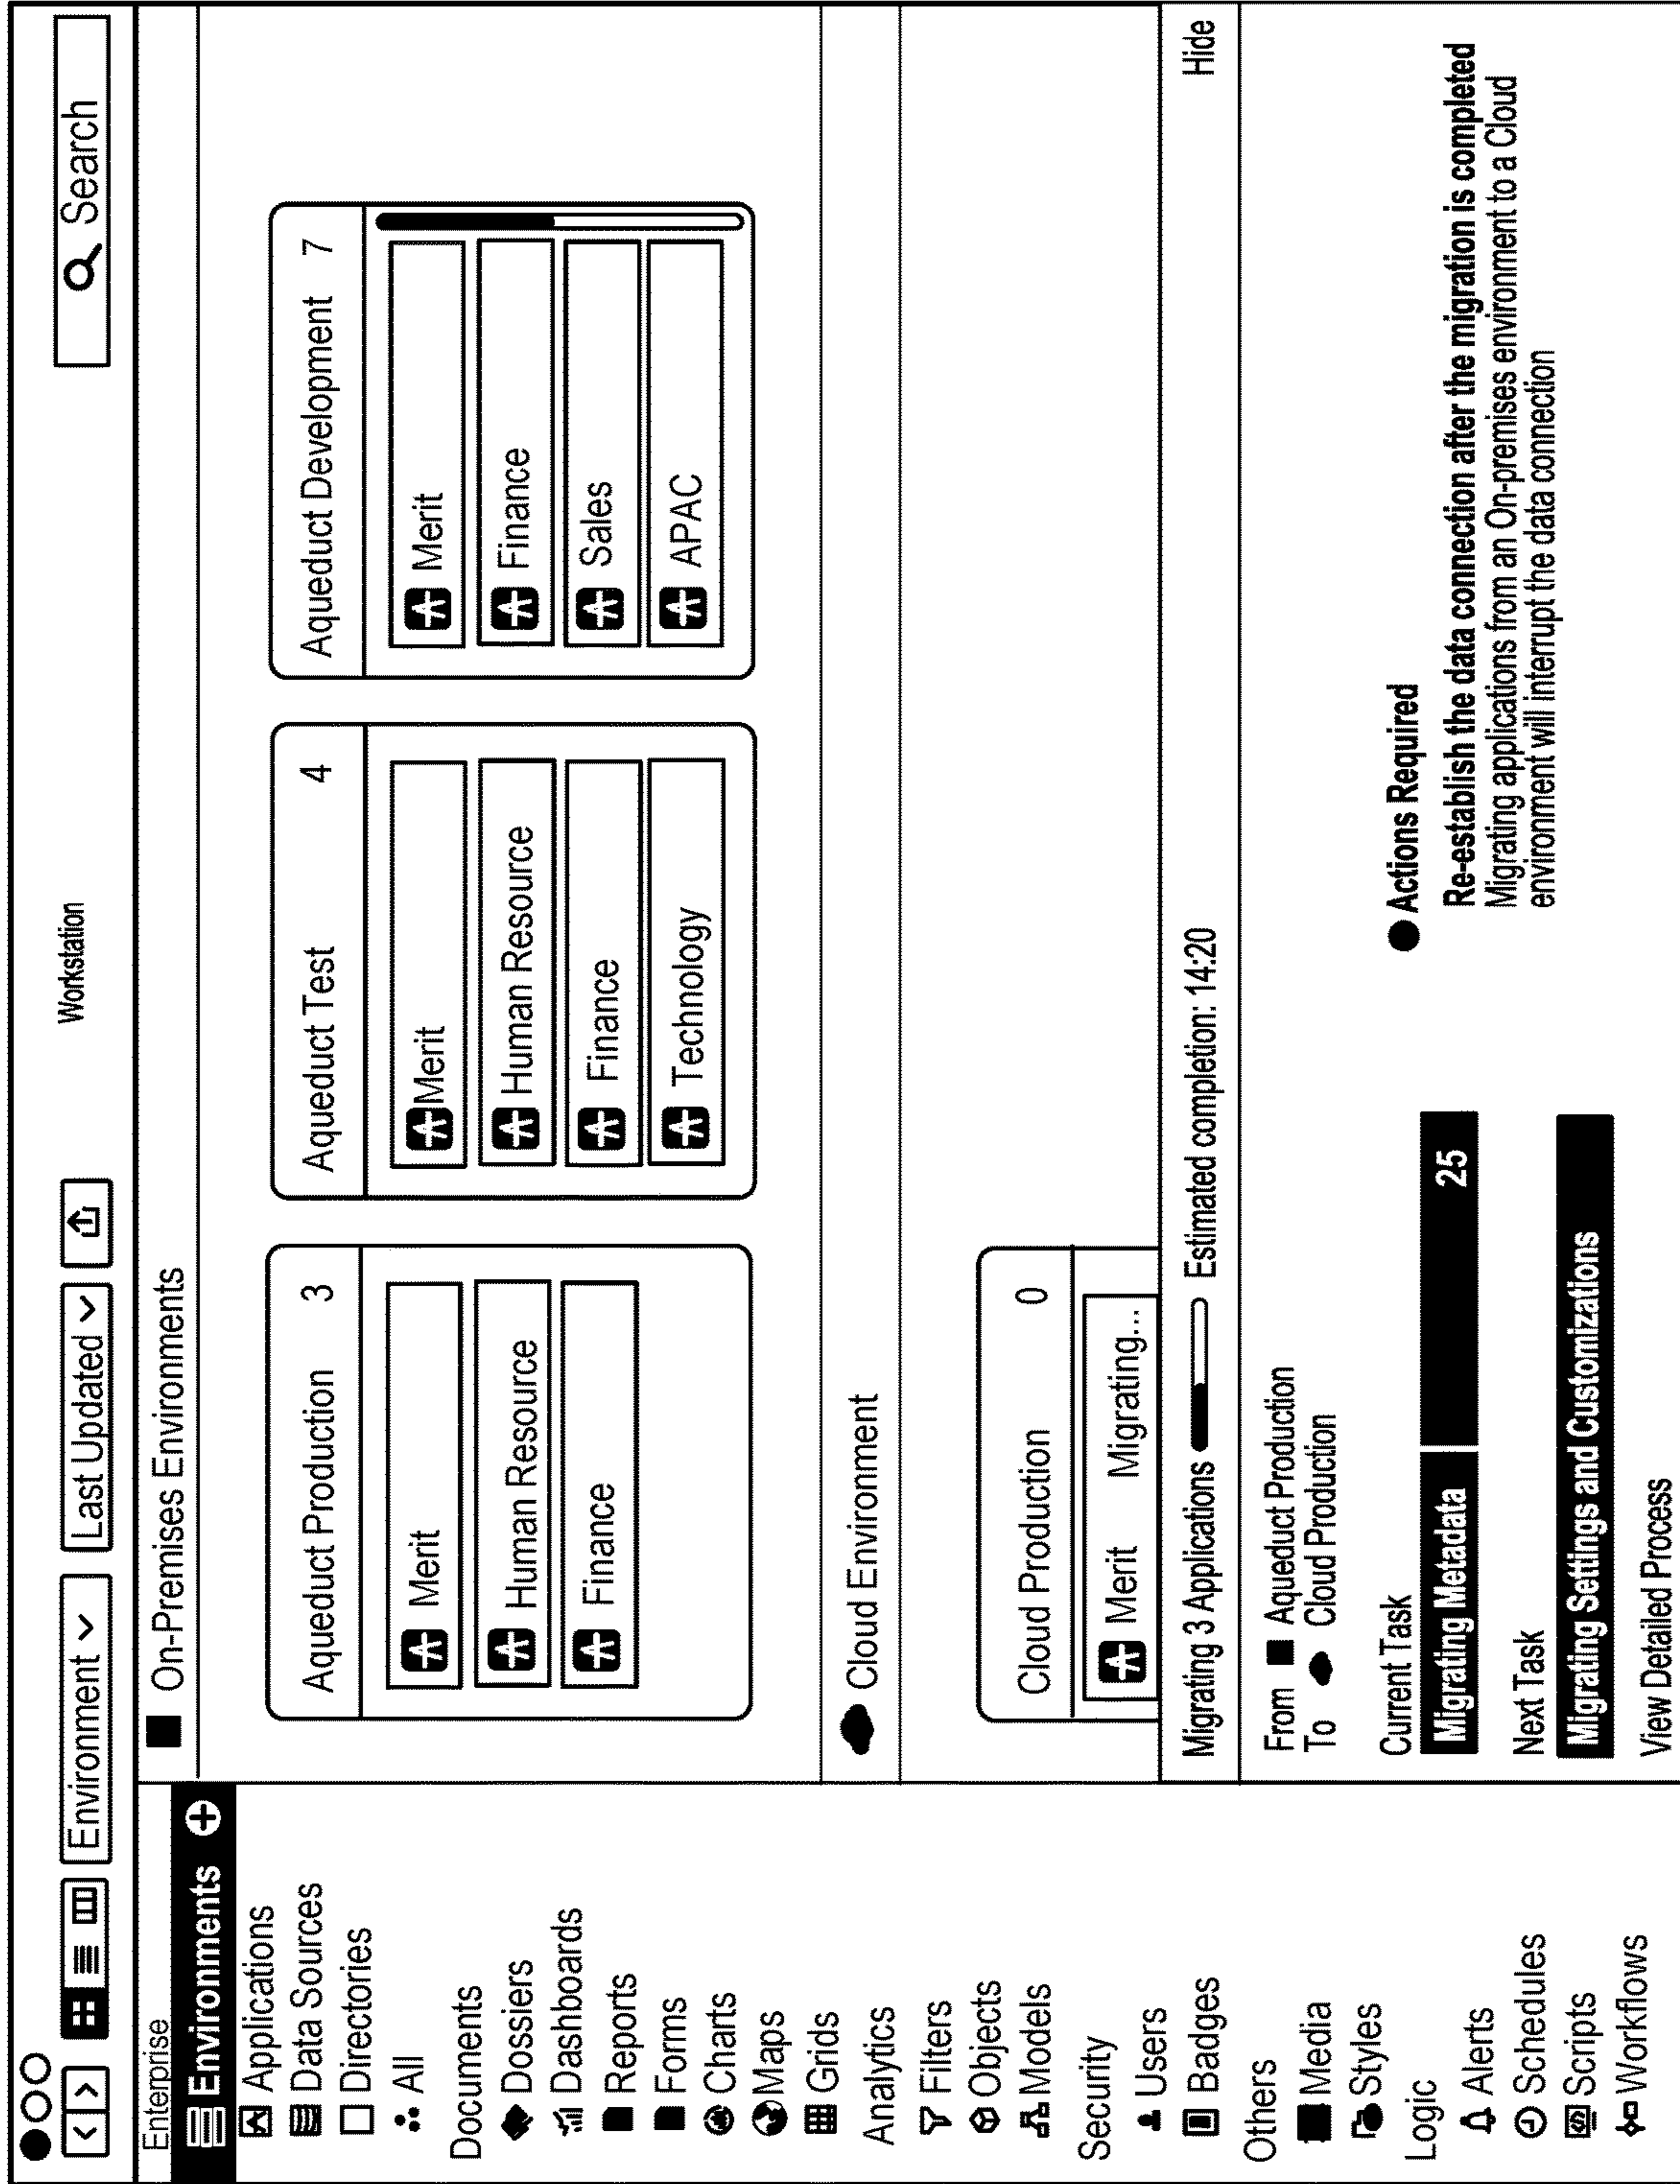 Environment
Last Updated
Workstation
Search
Enterprise
Environments
Applications
Data Sources
Directories
All
Documents
Dossiers
Dashboards
Reports
Forms
Charts
Maps
Grids
Analytics
Filters
Objects
Models
Security
Users
Badges
Others
Media
Styles
Logic
Alerts
Schedules
Scripts
Workflows
On-Premises Environments
Aqueduct Production 3
Merit
Human Resource
Finance
Aqueduct Test 4
Merit
Human Resource
Finance
Technology
Aqueduct Development 7
Merit
Finance
Sales
APAC
Cloud Environment
Cloud Production 0
Merit Migrating...
Migrating 3 Applications Estimated completion: 14:20 Hide
From Aqueduct Production
To Cloud Production
Current Task
Migrating Metadata 25
Next Task
Migrating Settings and Customizations
View Detailed Process
Actions Required
Re-establish the data connection after the migration is completed
Migrating applications from an On-premises environment to a Cloud
environment will interrupt the data connection